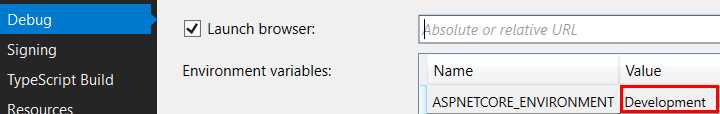 Debug
Signing
TypeScript Build
Resources
Launch browser:
Absolute or relative URL
Environment variables:
Name Value
ASPNETCORE_ENVIRONMENT Development